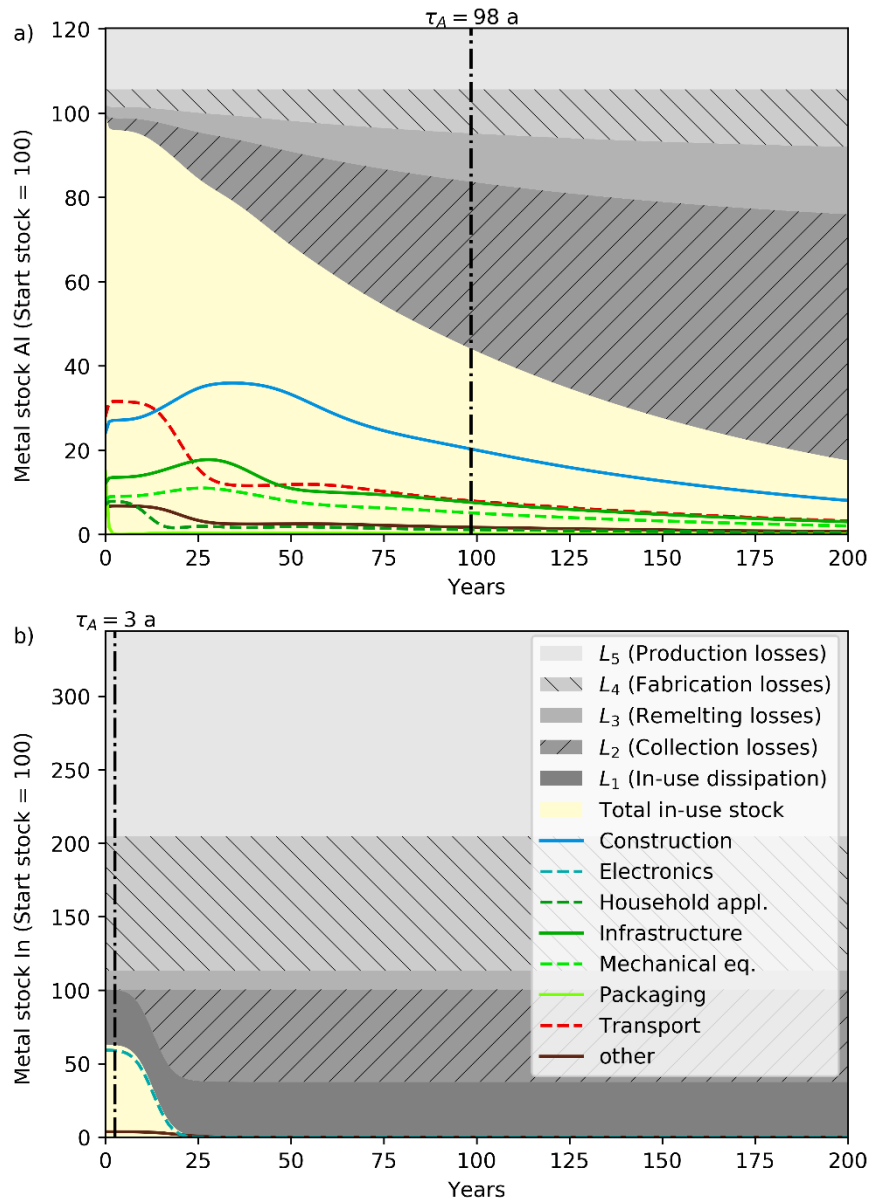 a)
τA = 98 a
120
100
80
60
40
20
0
Metal stock Al (Start stock = 100)
0 25 50 75 100 125 150 175 200
Years
b)
τA = 3 a
300
250
200
150
100
50
0
Metal stock In (Start stock = 100)
L5 (Production losses)
L4 (Fabrication losses)
L3 (Remelting losses)
L2 (Collection losses)
L1 (In-use dissipation)
Total in-use stock
Construction
Electronics
Household appl.
Infrastructure
Mechanical eq.
Packaging
Transport
other
0 25 50 75 100 125 150 175 200
Years